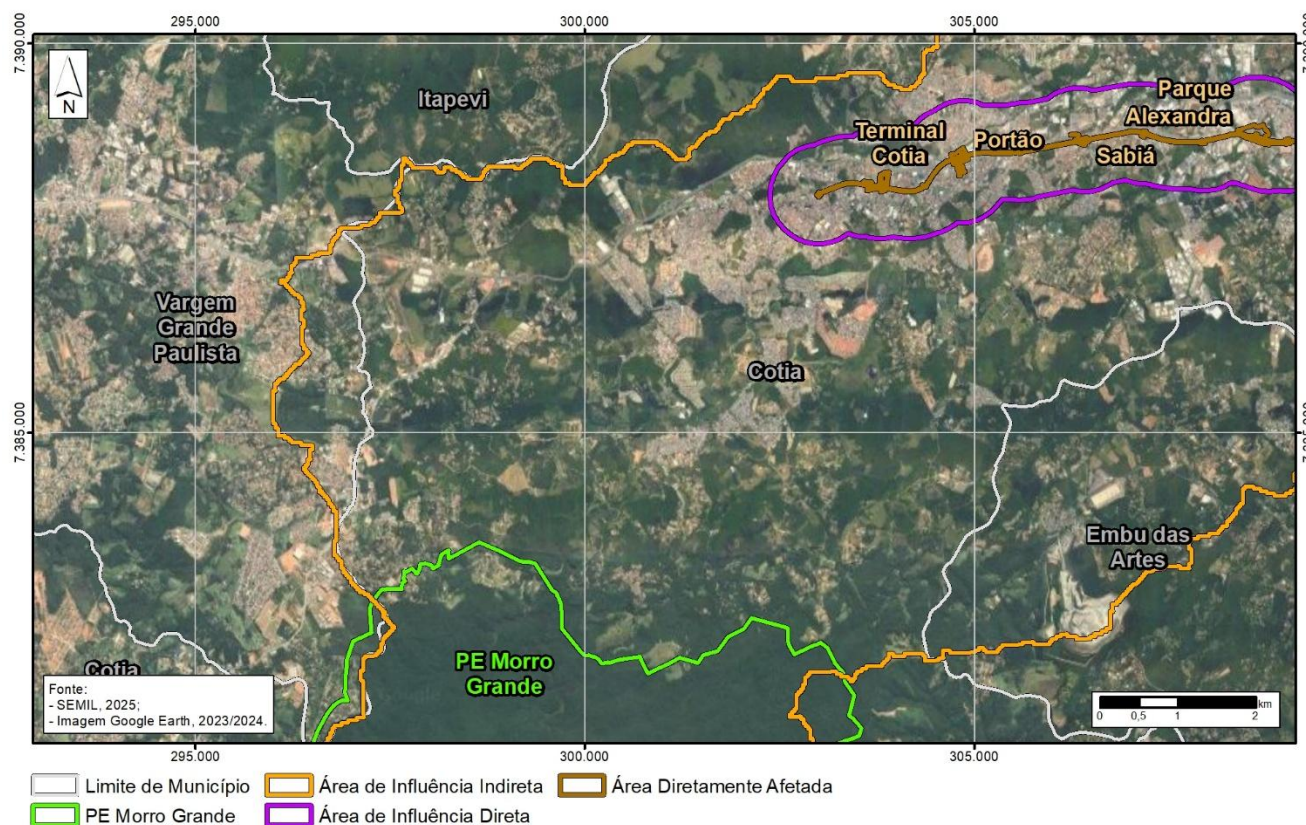 295.000 300.000 305.000
7.390.000
N
Itapevi
Parque
Alexandra
Terminal
Cotia
Portão
Sabiá
Vargem
Grande
Paulista
Cotia
7.385.000
Embu das
Artes
PE Morro
Grande
Cotia
Fonte:
- SEMIL, 2025;
- Imagem Google Earth, 2023/2024.
km
0 0,5 1 2
295.000 300.000 305.000
Limite de Município
Área de Influência Indireta
Área Diretamente Afetada
PE Morro Grande
Área de Influência Direta